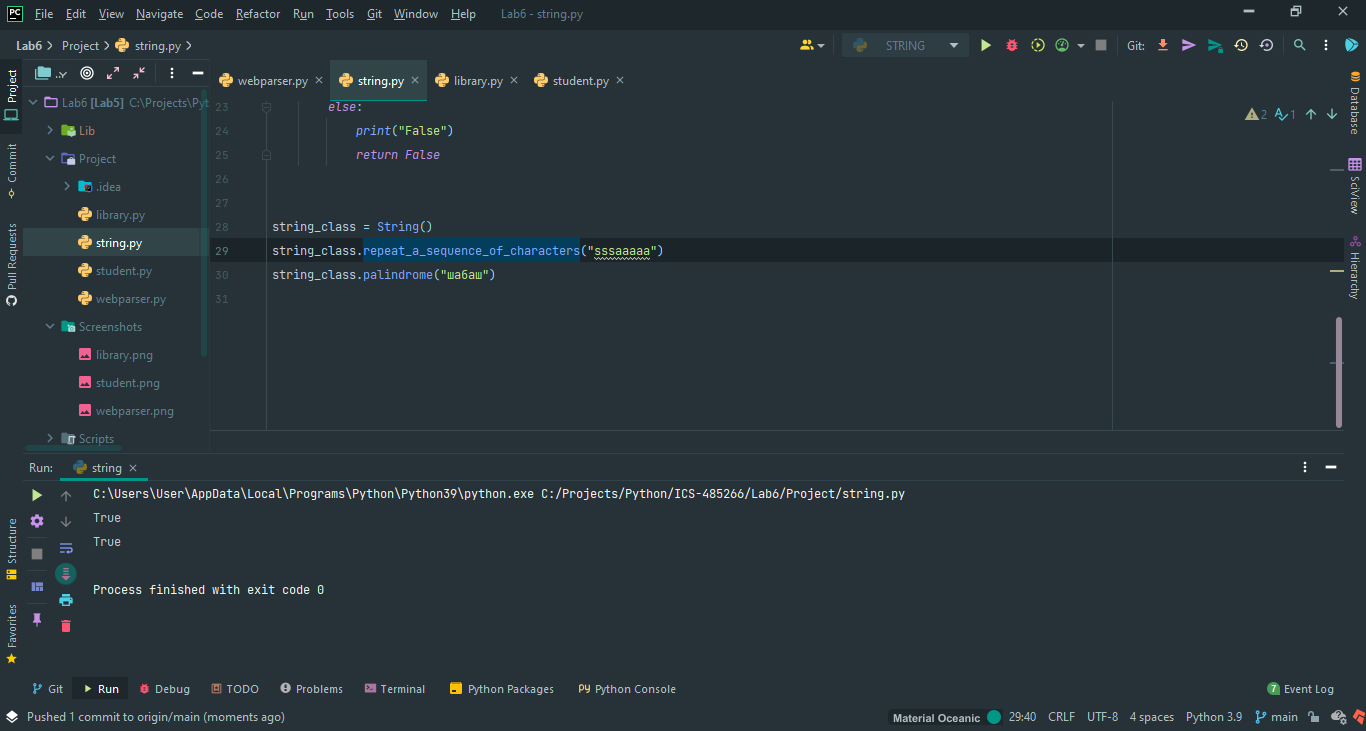 PC File Edit View Navigate Code Refactor Run Tools Git Window Help Lab6 - string.py
Lab6 Project string.py STRING Git:
Project
Commit
Pull Requests
Structure
Favorites
..y
Lab6 [Lab5] C:\Projects\Pyt
Lib
Project
.idea
library.py
string.py
student.py
webparser.py
Screenshots
library.png
student.png
webparser.png
Scripts
webparser.py string.py library.py student.py
2 1
23 else:
24 print("False")
25 return False
26
27
28 string_class = String()
29 string_class.repeat_a_sequence_of_characters("sssaaaaa")
30 string_class.palindrome("шабаш")
31
Database
SciView
Hierarchy
Run: string
C:\Users\User\AppData\Local\Programs\Python\Python39\python.exe C:/Projects/Python/ICS-485266/Lab6/Project/string.py
True
True
Process finished with exit code 0
Git Run Debug TODO Problems Terminal Python Packages Python Console 7 Event Log
Pushed 1 commit to origin/main (moments ago) Material Oceanic 29:40 CRLF UTF-8 4 spaces Python 3.9 main